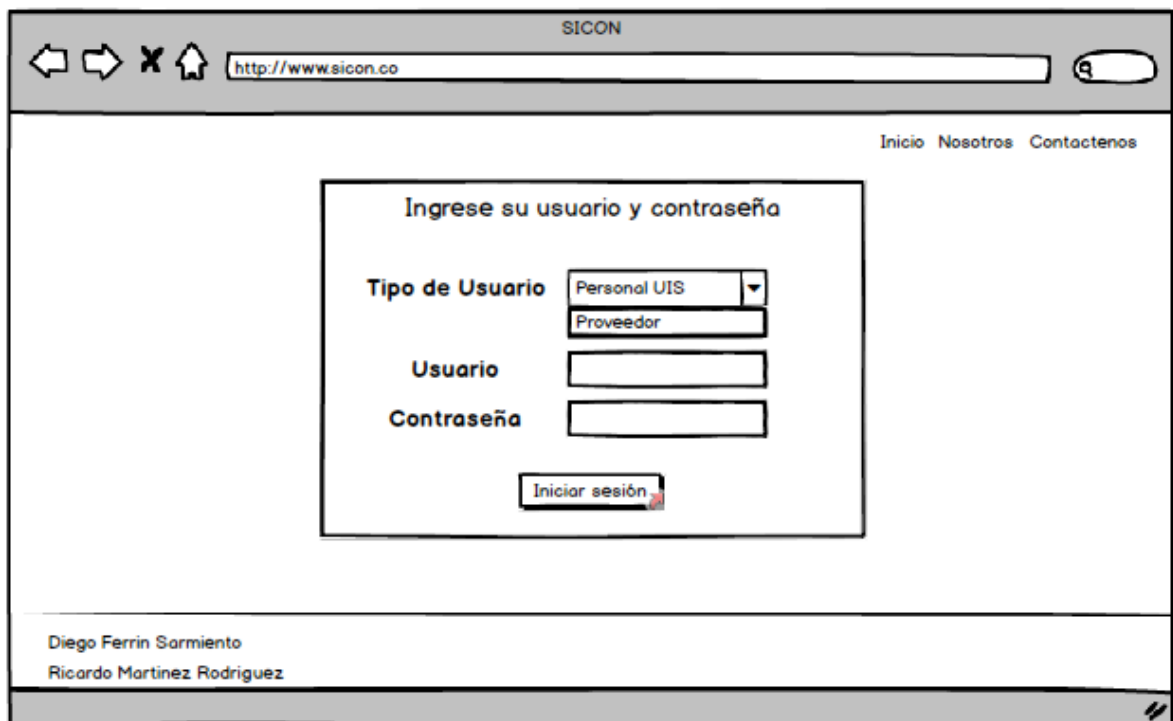 SICON
http://www.sicon.co
Inicio Nosotros Contactenos
Ingrese su usuario y contraseña
Tipo de Usuario Personal UIS
Proveedor
Usuario
Contraseña
Iniciar sesión
Diego Ferrin Sarmiento
Ricardo Martinez Rodriguez